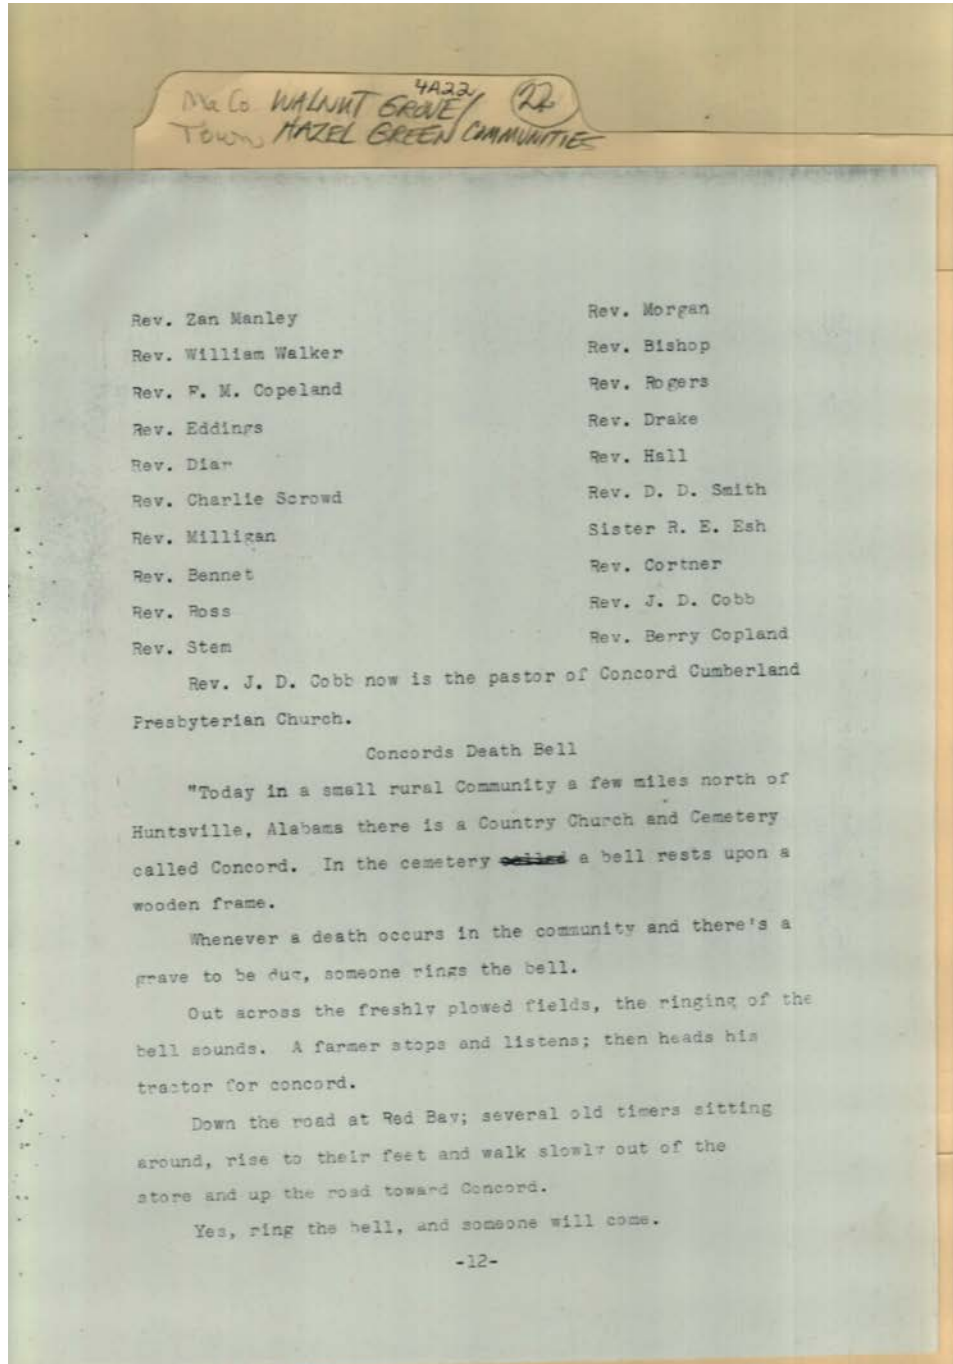 4A22
Ma Co WALNUT GROVE/ 22
Town HAZEL GREEN COMMUNITIES
Rev. Zan Manley
Rev. William Walker
Rev. F. M. Copeland
Rev. Eddings
Rev. Diar
Rev. Charlie Scrowd
Rev. Milligan
Rev. Bennet
Rev. Ross
Rev. Stem
Rev. Morgan
Rev. Bishop
Rev. Rogers
Rev. Drake
Rev. Hall
Rev. D. D. Smith
Sister R. E. Esh
Rev. Cortner
Rev. J. D. Cobb
Rev. Berry Copland
Rev. J. D. Cobb now is the pastor of Concord Cumberland
Presbyterian Church.
Concords Death Bell
"Today in a small rural Community a few miles north of
Huntsville, Alabama there is a Country Church and Cemetery
called Concord. In the cemetery a bell rests upon a
wooden frame.
Whenever a death occurs in the community and there's a
grave to be dug, someone rings the bell.
Out across the freshly plowed fields, the ringing of the
bell sounds. A farmer stops and listens; then heads his
tractor for concord.
Down the road at Red Bay; several old timers sitting
around, rise to their feet and walk slowly out of the
store and up the road toward Concord.
Yes, ring the bell, and someone will come.
-12-